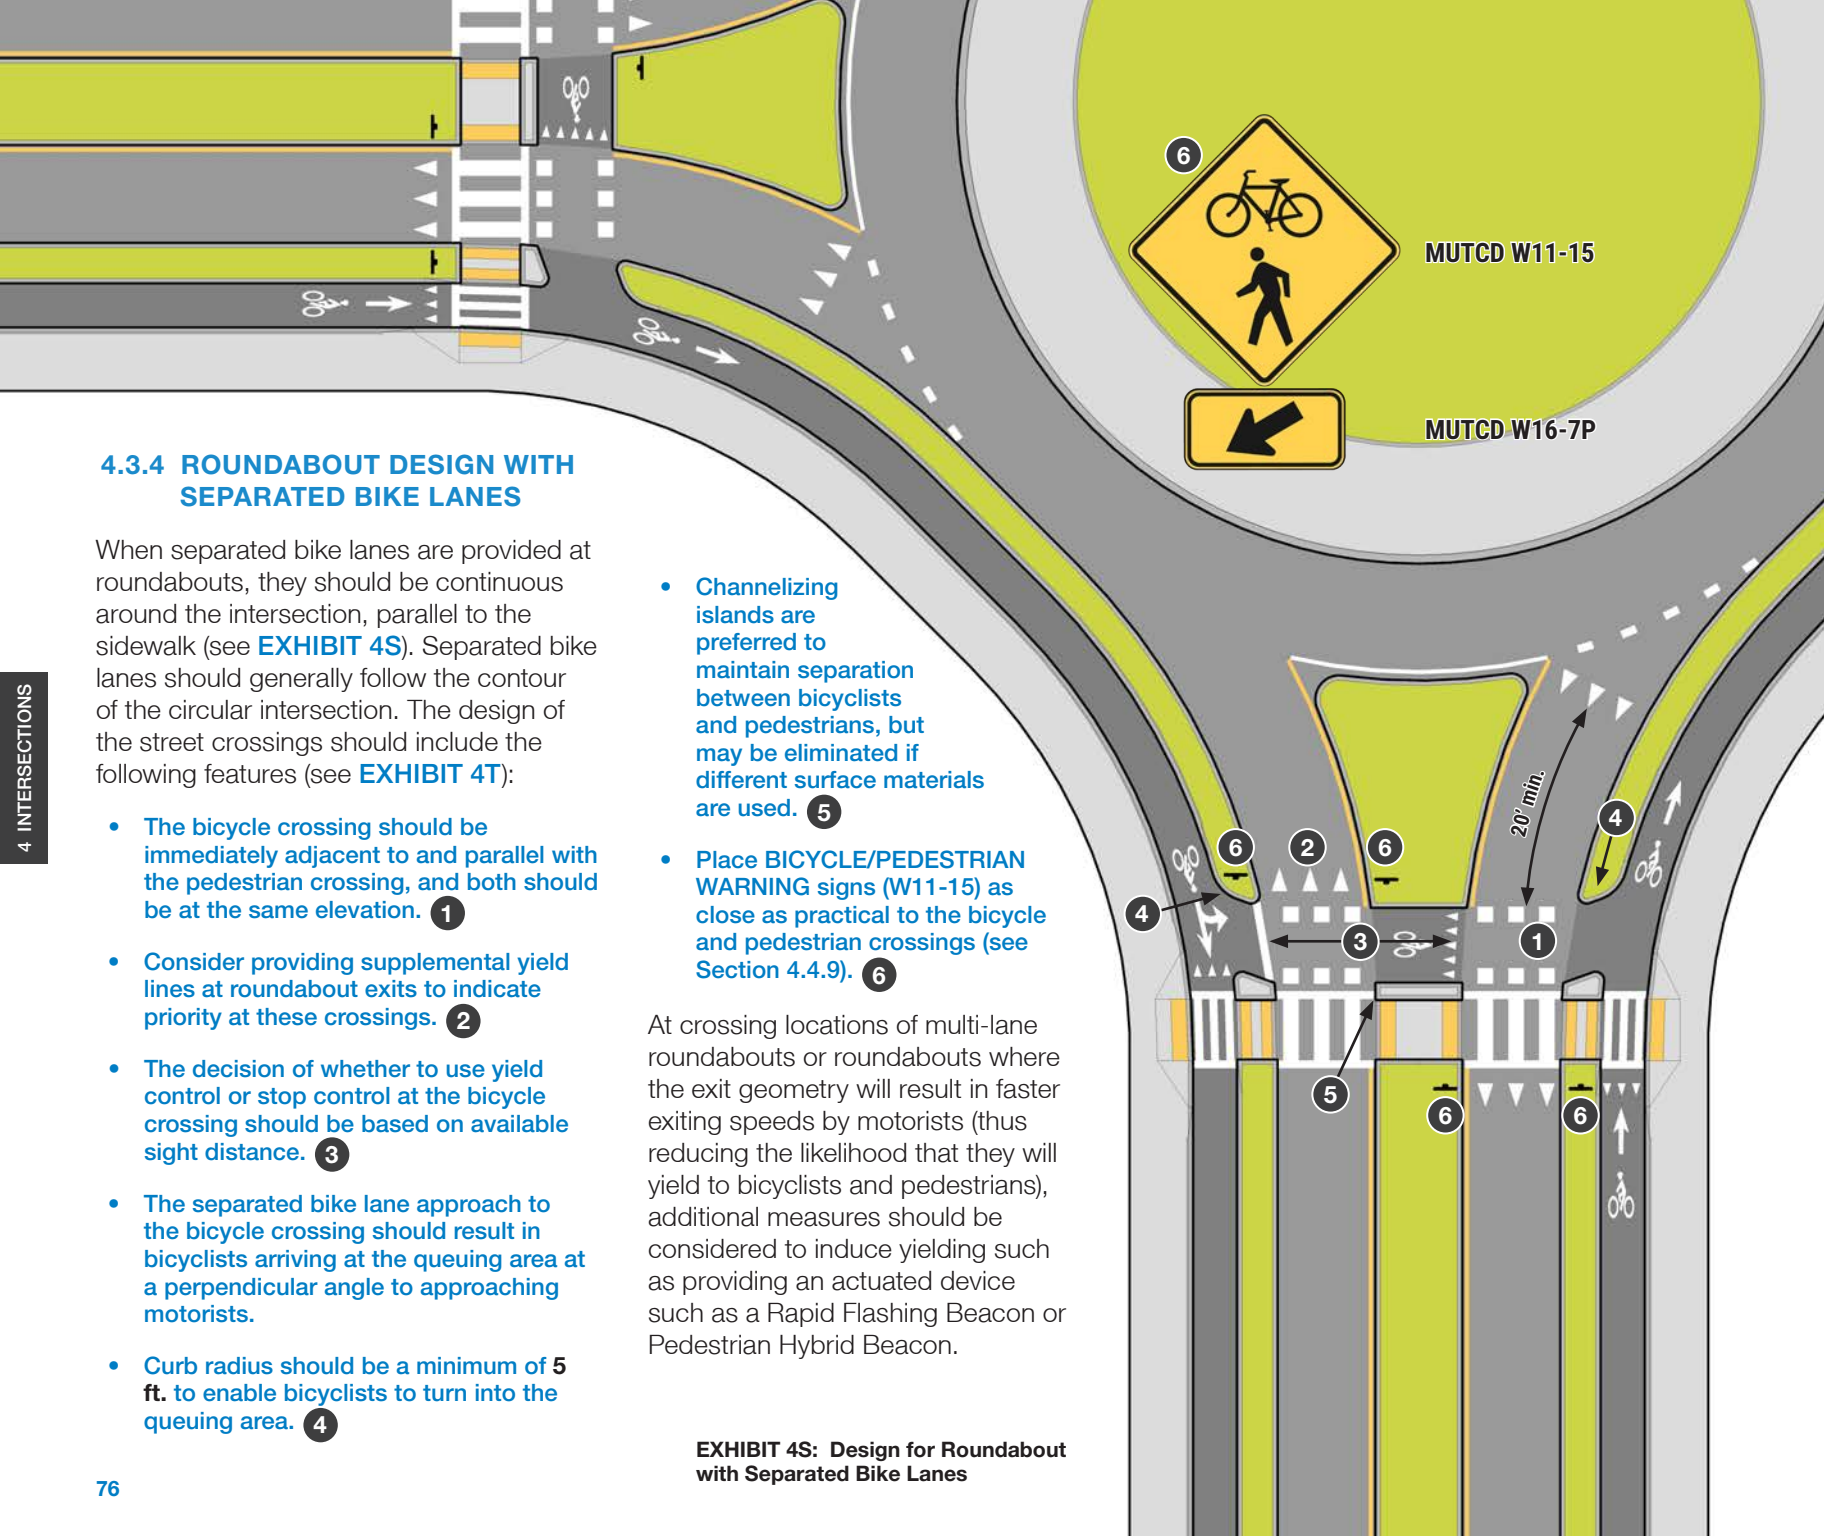 6
MUTCD W11-15
MUTCD W16-7P
4.3.4 ROUNDABOUT DESIGN WITH
SEPARATED BIKE LANES
When separated bike lanes are provided at
roundabouts, they should be continuous
around the intersection, parallel to the
sidewalk (see EXHIBIT 4S). Separated bike
lanes should generally follow the contour
of the circular intersection. The design of
the street crossings should include the
following features (see EXHIBIT 4T):
• The bicycle crossing should be
immediately adjacent to and parallel with
the pedestrian crossing, and both should
be at the same elevation. 1
• Consider providing supplemental yield
lines at roundabout exits to indicate
priority at these crossings. 2
• The decision of whether to use yield
control or stop control at the bicycle
crossing should be based on available
sight distance. 3
• The separated bike lane approach to
the bicycle crossing should result in
bicyclists arriving at the queuing area at
a perpendicular angle to approaching
motorists.
• Curb radius should be a minimum of 5
ft. to enable bicyclists to turn into the
queuing area. 4
• Channelizing
islands are
preferred to
maintain separation
between bicyclists
and pedestrians, but
may be eliminated if
different surface materials
are used. 5
• Place BICYCLE/PEDESTRIAN
WARNING signs (W11-15) as
close as practical to the bicycle
and pedestrian crossings (see
Section 4.4.9). 6
At crossing locations of multi-lane
roundabouts or roundabouts where
the exit geometry will result in faster
exiting speeds by motorists (thus
reducing the likelihood that they will
yield to bicyclists and pedestrians),
additional measures should be
considered to induce yielding such
as providing an actuated device
such as a Rapid Flashing Beacon or
Pedestrian Hybrid Beacon.
EXHIBIT 4S: Design for Roundabout
with Separated Bike Lanes
20' min.
4
6
2
6
4
3
1
5
6
6
4 INTERSECTIONS
76